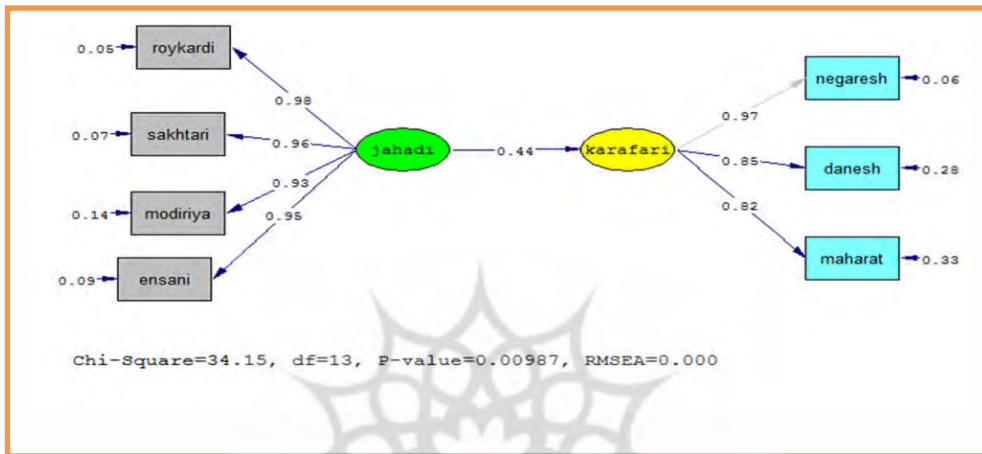 0.05 roykardi
negaresh 0.06
0.98
0.97
0.07 sakhtari
0.96
jahadi 0.44 karafari
0.85
danesh 0.28
0.93
0.14 modiriya
0.95
0.82
0.09 ensani
maharat 0.33
Chi-Square=34.15, df=13, P-value=0.00987, RMSEA=0.000